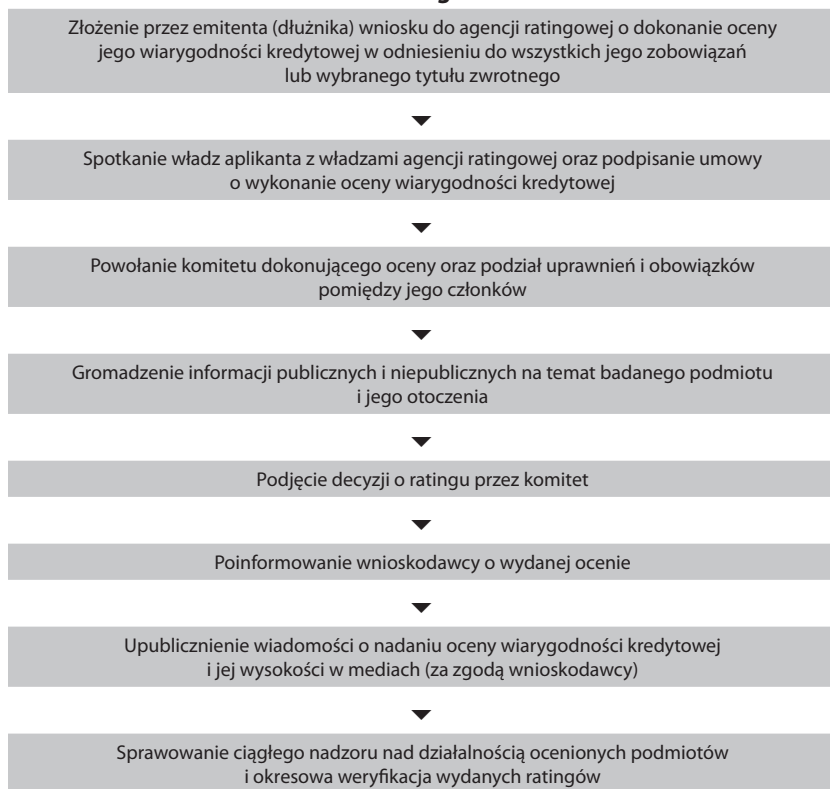 Złożenie przez emitenta (dłużnika) wniosku do agencji ratingowej o dokonanie oceny
jego wiarygodności kredytowej w odniesieniu do wszystkich jego zobowiązań
lub wybranego tytułu zwrotnego
Spotkanie władz aplikanta z władzami agencji ratingowej oraz podpisanie umowy
o wykonanie oceny wiarygodności kredytowej
Powołanie komitetu dokonującego oceny oraz podział uprawnień i obowiązków
pomiędzy jego członków
Gromadzenie informacji publicznych i niepublicznych na temat badanego podmiotu
i jego otoczenia
Podjęcie decyzji o ratingu przez komitet
Poinformowanie wnioskodawcy o wydanej ocenie
Upublicznienie wiadomości o nadaniu oceny wiarygodności kredytowej
i jej wysokości w mediach (za zgodą wnioskodawcy)
Sprawowanie ciągłego nadzoru nad działalnością ocenionych podmiotów
i okresowa weryfikacja wydanych ratingów